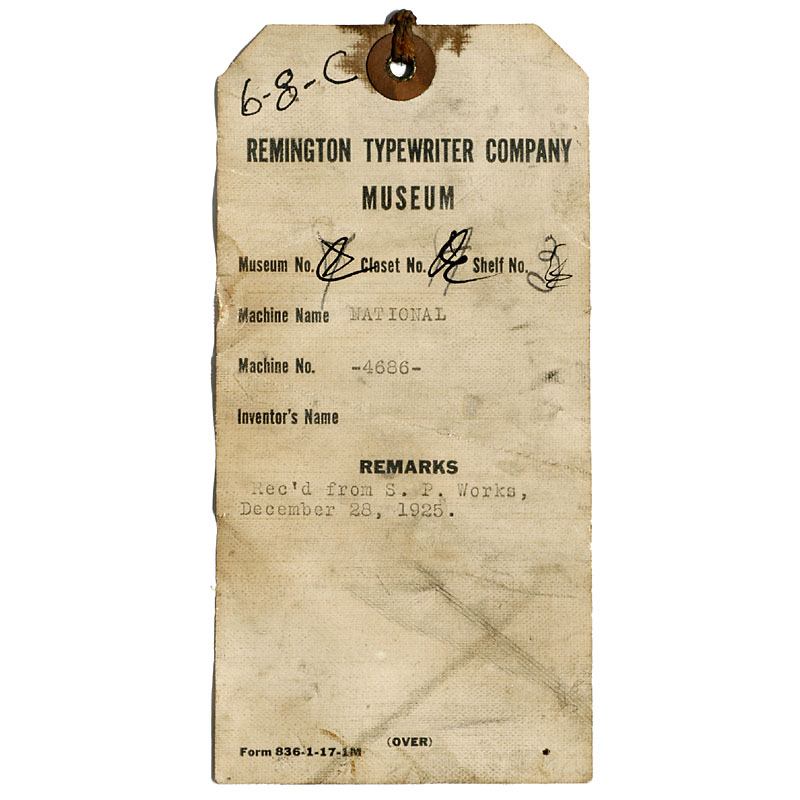 6-8-C
REMINGTON TYPEWRITER COMPANY
MUSEUM
Museum No. Closet No. Shelf No.
Machine Name NATIONAL
Machine No. -4686-
Inventor's Name
REMARKS
Rec'd from S. P. Works,
December 28, 1925.
(OVER)
Form 836-1-17-1M